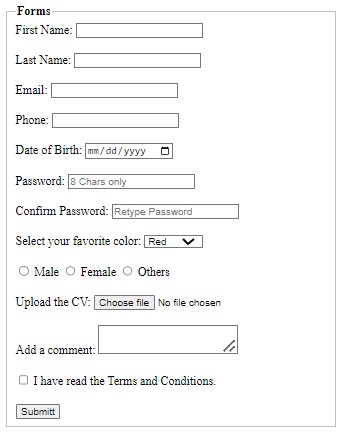 Forms
First Name:
Last Name:
Email:
Phone:
Date of Birth: mm/dd/yyyy
Password: 8 Chars only
Confirm Password: Retype Password
Select your favorite color: Red
Male Female Others
Upload the CV: Choose file No file chosen
Add a comment:
I have read the Terms and Conditions.
Submitt